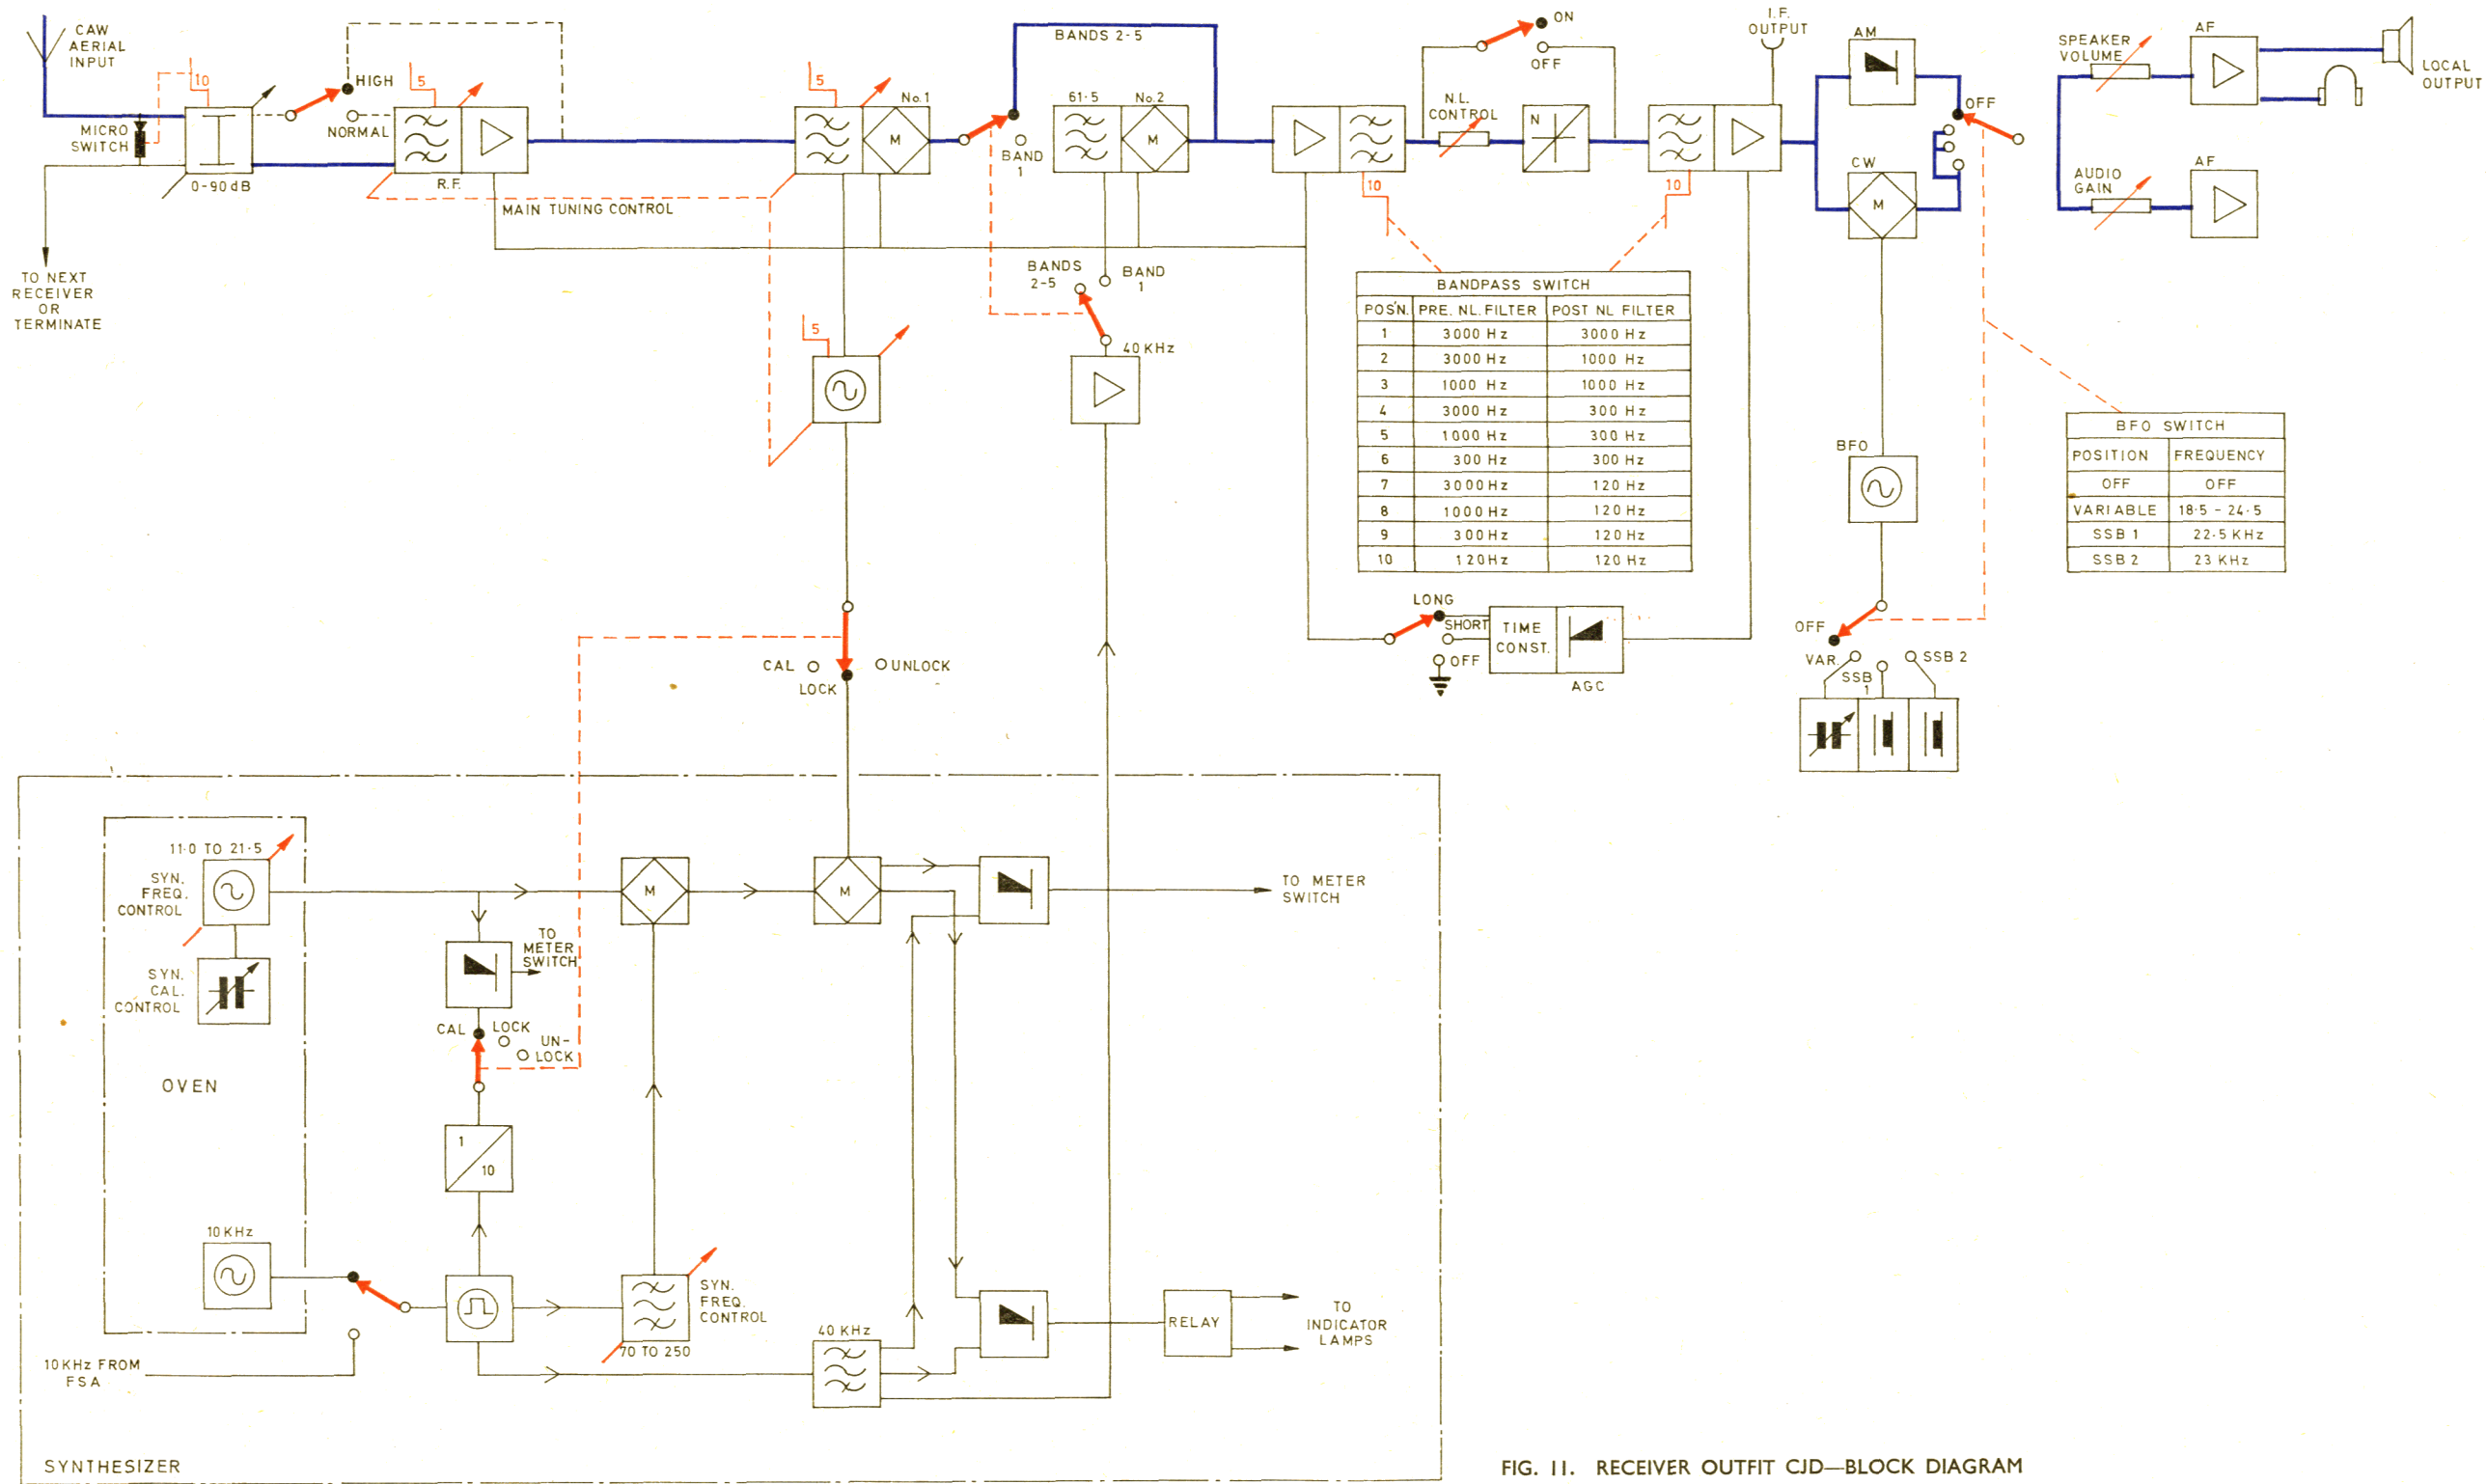 CAW
AERIAL
INPUT
10
HIGH
5
MICRO
SWITCH
NORMAL
0-90dB
R.F.
MAIN TUNING CONTROL
TO NEXT
RECEIVER
OR
TERMINATE
5
No.1
M
BANDS 2-5
BAND
1
61·5
No.2
M
BANDS
2-5
BAND
1
40KHz
5
ON
OFF
N.L.
CONTROL
N
10
10
I.F.
OUTPUT
AM
OFF
CW
M
SPEAKER
VOLUME
AF
LOCAL
OUTPUT
AUDIO
GAIN
AF
BANDPASS SWITCH
POS'N. PRE. NL. FILTER POST NL FILTER
1 3000 Hz 3000 Hz
2 3000 Hz 1000 Hz
3 1000 Hz 1000 Hz
4 3000 Hz 300 Hz
5 1000 Hz 300 Hz
6 300 Hz 300 Hz
7 3000Hz 120 Hz
8 1000Hz 120 Hz
9 300Hz 120Hz
10 120Hz 120 Hz
BFO
BFO SWITCH
POSITION FREQUENCY
OFF OFF
VARIABLE 18·5 - 24·5
SSB 1 22·5 KHz
SSB 2 23 KHz
LONG
SHORT
OFF
TIME
CONST.
AGC
OFF
VAR.
SSB
1
SSB 2
CAL
LOCK
UNLOCK
11·0 TO 21·5
SYN.
FREQ.
CONTROL
SYN.
CAL.
CONTROL
OVEN
10KHz
10KHz FROM
FSA
M
M
TO METER
SWITCH
TO
METER
SWITCH
CAL
LOCK
UN-
LOCK
1
10
SYN.
FREQ.
CONTROL
70 TO 250
40 KHz
RELAY
TO
INDICATOR
LAMPS
SYNTHESIZER
FIG. 11. RECEIVER OUTFIT CJD—BLOCK DIAGRAM